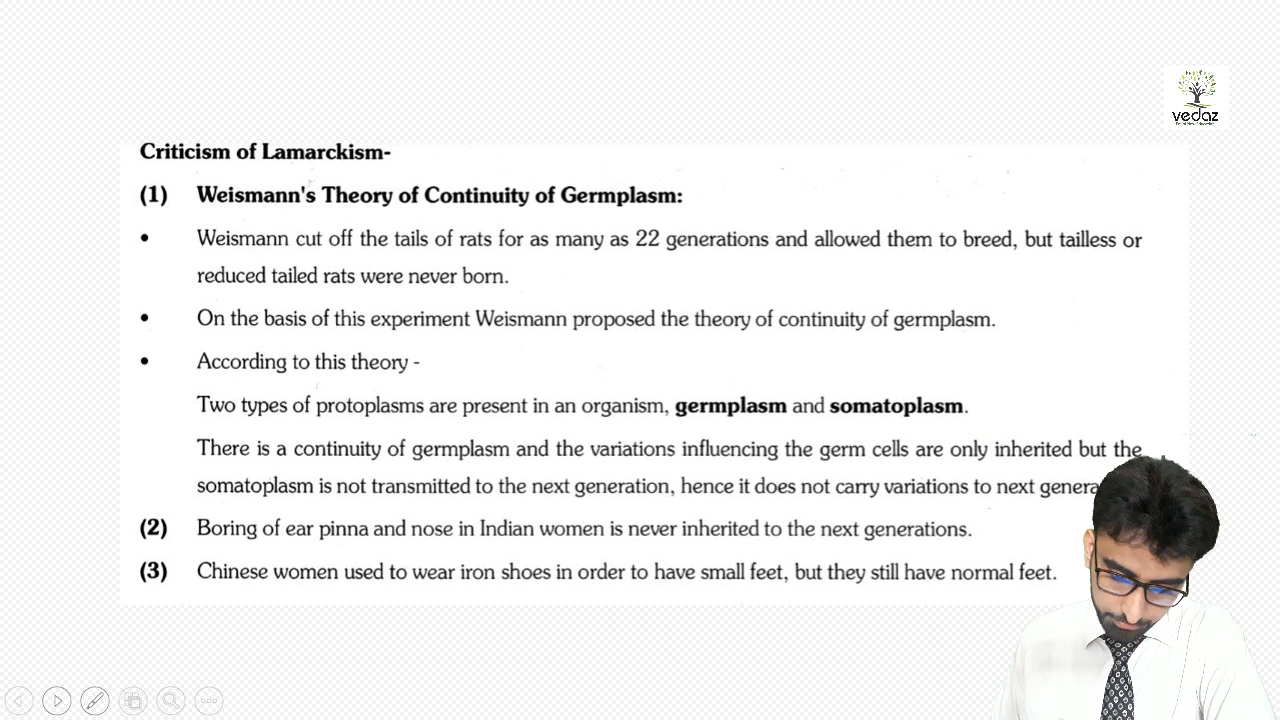 vedaz
Criticism of Lamarckism-
(1) Weismann's Theory of Continuity of Germplasm:
• Weismann cut off the tails of rats for as many as 22 generations and allowed them to breed, but tailless or
reduced tailed rats were never born.
• On the basis of this experiment Weismann proposed the theory of continuity of germplasm.
• According to this theory -
Two types of protoplasms are present in an organism, germplasm and somatoplasm.
There is a continuity of germplasm and the variations influencing the germ cells are only inherited but the
somatoplasm is not transmitted to the next generation, hence it does not carry variations to next
(2) Boring of ear pinna and nose in Indian women is never inherited to the next generations.
(3) Chinese women used to wear iron shoes in order to have small feet, but they still have normal feet.